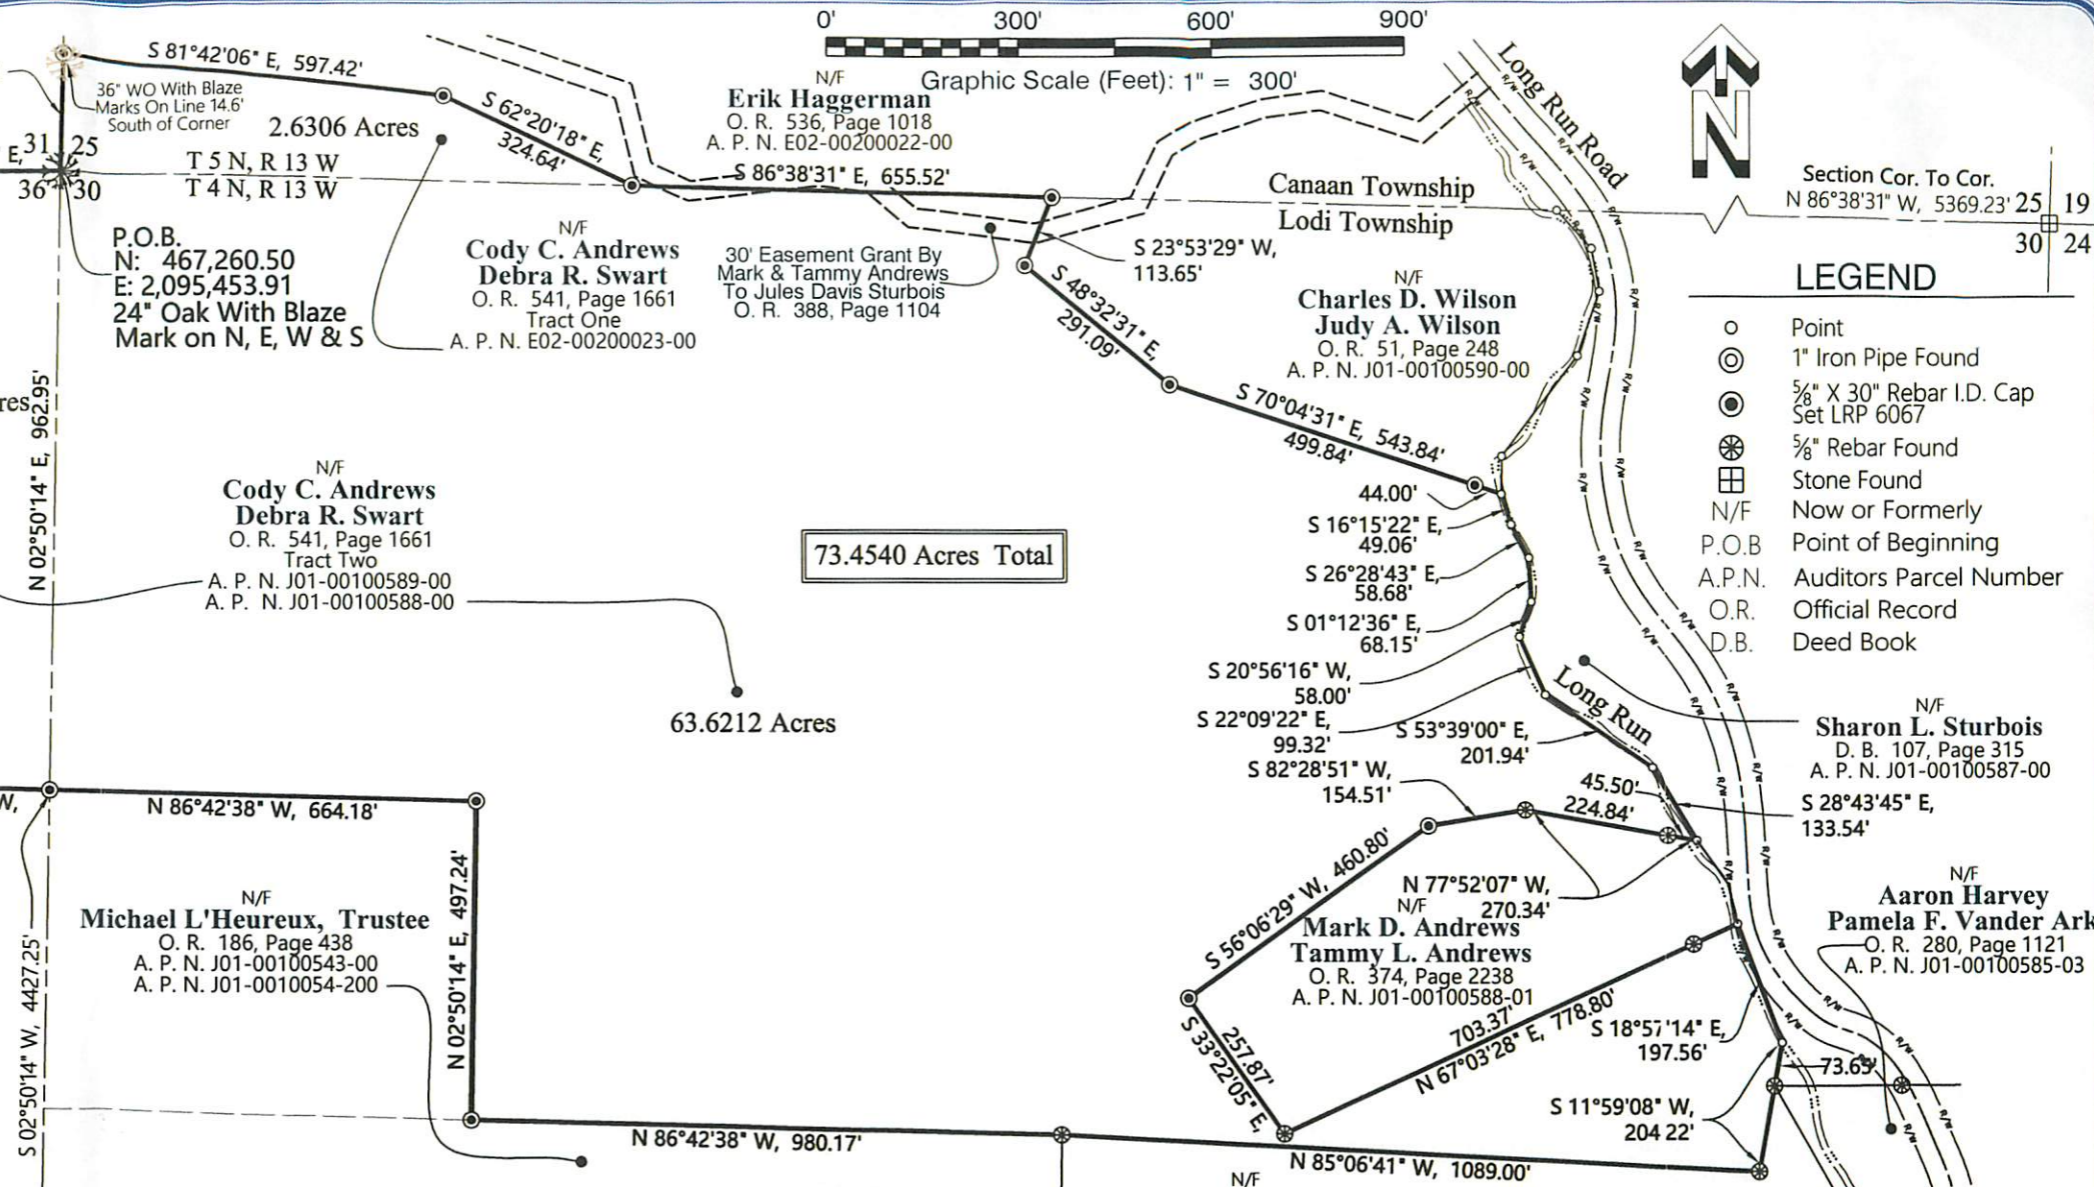 0' 300' 600' 900'
Graphic Scale (Feet): 1" = 300'
S 81°42'06" E, 597.42'
36" WO With Blaze
Marks On Line 14.6'
South of Corner
2.6306 Acres
S 62°20'18" E,
324.64'
N/F
Erik Haggerman
O. R. 536, Page 1018
A. P. N. E02-00200022-00
S 86°38'31" E, 655.52'
Long Run Road
N
E, 31 25
36 30
T 5 N, R 13 W
T 4 N, R 13 W
P.O.B.
N: 467,260.50
E: 2,095,453.91
24" Oak With Blaze
Mark on N, E, W & S
N/F
Cody C. Andrews
Debra R. Swart
O. R. 541, Page 1661
Tract One
A. P. N. E02-00200023-00
30' Easement Grant By
Mark & Tammy Andrews
To Jules Davis Sturbois
O. R. 388, Page 1104
Canaan Township
Lodi Township
S 23°53'29" W,
113.65'
Section Cor. To Cor.
N 86°38'31" W, 5369.23'
25 19
30 24
N/F
Charles D. Wilson
Judy A. Wilson
O. R. 51, Page 248
A. P. N. J01-00100590-00
S 48°32'31" E,
291.09'
S 70°04'31" E, 543.84'
499.84'
44.00'
S 16°15'22" E,
49.06'
S 26°28'43" E,
58.68'
S 01°12'36" E,
68.15'
S 20°56'16" W,
58.00'
S 22°09'22" E,
99.32'
S 53°39'00" E,
201.94'
Long Run
LEGEND
Point
1" Iron Pipe Found
⅝" X 30" Rebar I.D. Cap
Set LRP 6067
⅝" Rebar Found
Stone Found
N/F Now or Formerly
P.O.B Point of Beginning
A.P.N. Auditors Parcel Number
O.R. Official Record
D.B. Deed Book
res
N 02°50'14" E, 962.95'
N/F
Cody C. Andrews
Debra R. Swart
O. R. 541, Page 1661
Tract Two
A. P. N. J01-00100589-00
A. P. N. J01-00100588-00
73.4540 Acres Total
63.6212 Acres
N/F
Sharon L. Sturbois
D. B. 107, Page 315
A. P. N. J01-00100587-00
S 82°28'51" W,
154.51'
45.50'
224.84'
S 28°43'45" E,
133.54'
W,
N 86°42'38" W, 664.18'
N 02°50'14" E, 497.24'
N/F
Michael L'Heureux, Trustee
O. R. 186, Page 438
A. P. N. J01-00100543-00
A. P. N. J01-0010054-200
S 02°50'14" W, 4427.25'
S 56°06'29" W, 460.80'
N 77°52'07" W,
270.34'
N/F
Mark D. Andrews
Tammy L. Andrews
O. R. 374, Page 2238
A. P. N. J01-00100588-01
257.87'
S 33°22'05" E,
703.37'
N 67°03'28" E, 778.80'
S 18°57'14" E,
197.56'
N/F
Aaron Harvey
Pamela F. Vander Ark
O. R. 280, Page 1121
A. P. N. J01-00100585-03
73.65'
S 11°59'08" W,
204 22'
N 86°42'38" W, 980.17'
N 85°06'41" W, 1089.00'
N/F
R/W R/W R/W R/W R/W R/W R/W R/W